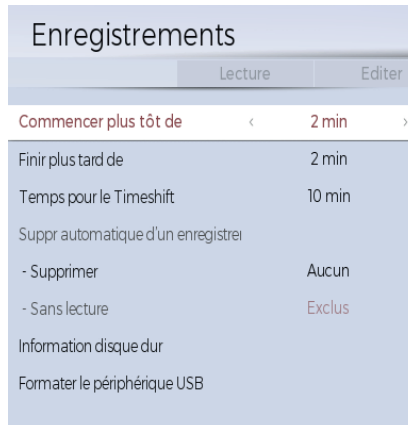 Enregistrements
Lecture Editer
Commencer plus tôt de < 2 min >
Finir plus tard de 2 min
Temps pour le Timeshift 10 min
Suppr automatique d'un enregistrer
- Supprimer Aucun
- Sans lecture Exclus
Information disque dur
Formater le périphérique USB